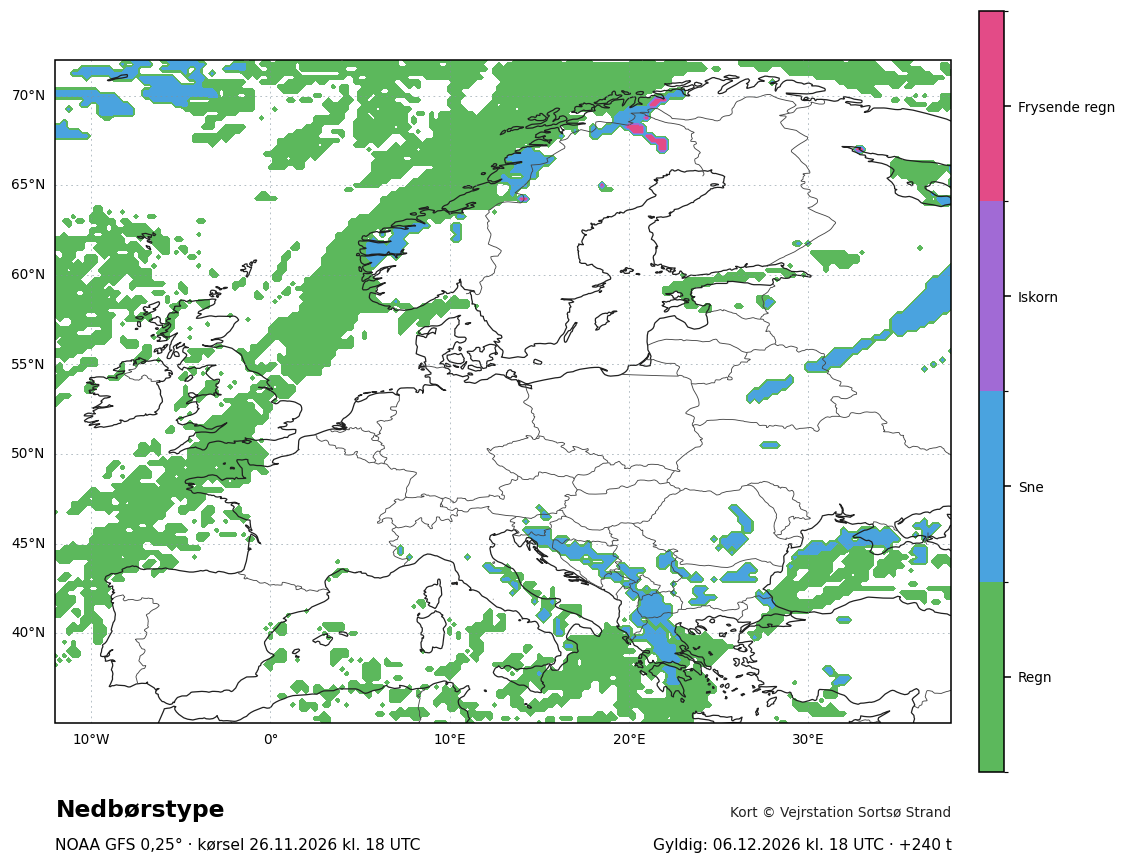 Frysende regn
Iskorn
Sne
Regn
70°N
65°N
60°N
55°N
50°N
45°N
40°N
10°W
0°
10°E
20°E
30°E
Nedbørstype
Kort © Vejrstation Sortsø Strand
NOAA GFS 0,25° · kørsel 26.11.2026 kl. 18 UTC
Gyldig: 06.12.2026 kl. 18 UTC · +240 t